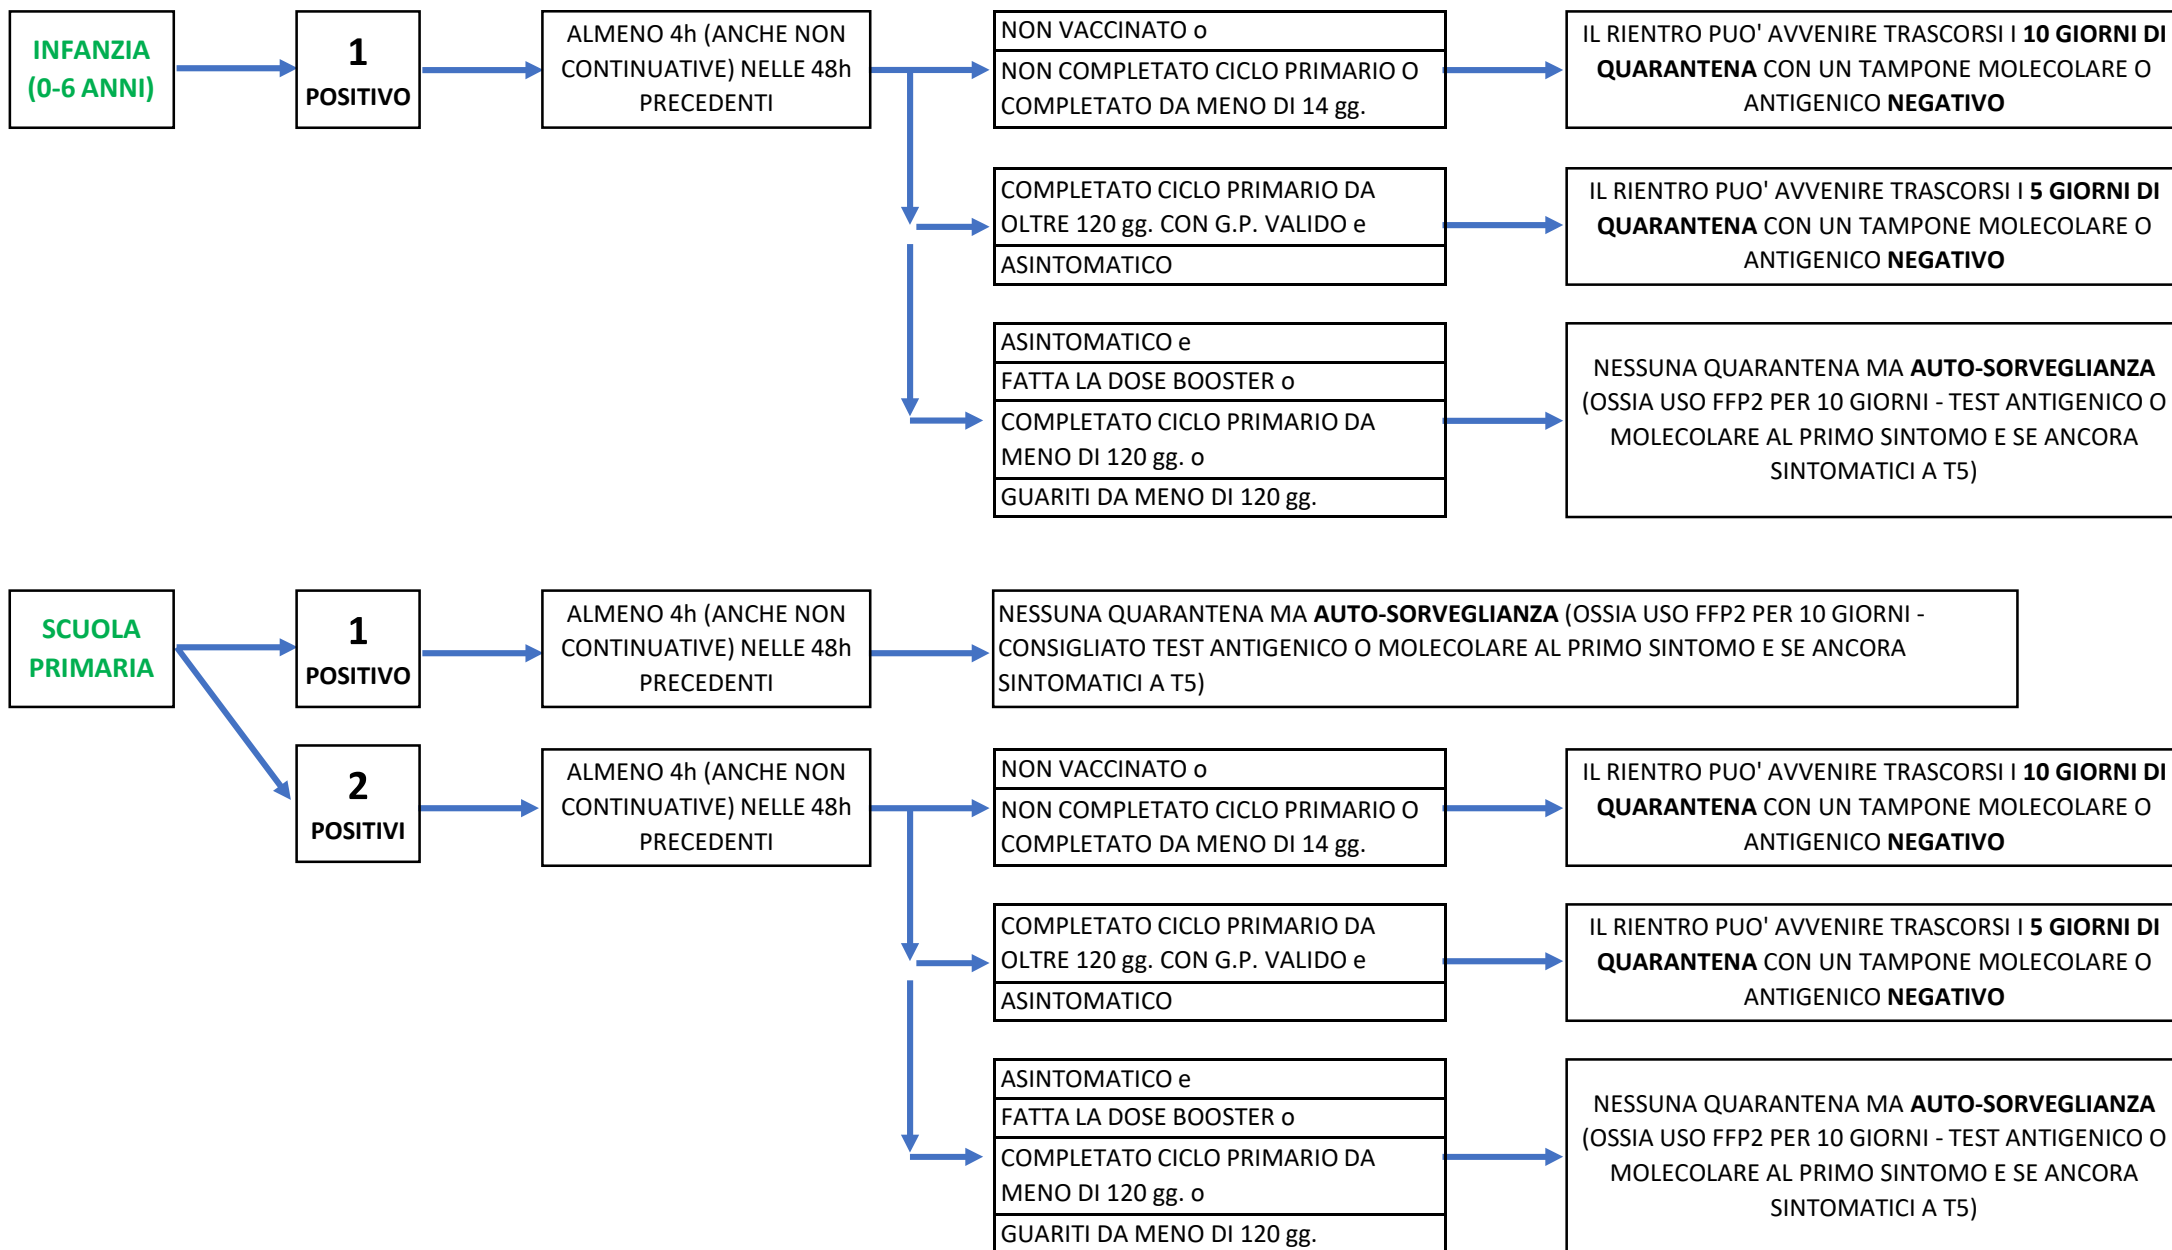 INFANZIA
(0-6 ANNI)
1
POSITIVO
ALMENO 4h (ANCHE NON
CONTINUATIVE) NELLE 48h
PRECEDENTI
NON VACCINATO o
NON COMPLETATO CICLO PRIMARIO O
COMPLETATO DA MENO DI 14 gg.
IL RIENTRO PUO' AVVENIRE TRASCORSI I 10 GIORNI DI
QUARANTENA CON UN TAMPONE MOLECOLARE O
ANTIGENICO NEGATIVO
COMPLETATO CICLO PRIMARIO DA
OLTRE 120 gg. CON G.P. VALIDO e
ASINTOMATICO
IL RIENTRO PUO' AVVENIRE TRASCORSI I 5 GIORNI DI
QUARANTENA CON UN TAMPONE MOLECOLARE O
ANTIGENICO NEGATIVO
ASINTOMATICO e
FATTA LA DOSE BOOSTER o
COMPLETATO CICLO PRIMARIO DA
MENO DI 120 gg. o
GUARITI DA MENO DI 120 gg.
NESSUNA QUARANTENA MA AUTO-SORVEGLIANZA
(OSSIA USO FFP2 PER 10 GIORNI - TEST ANTIGENICO O
MOLECOLARE AL PRIMO SINTOMO E SE ANCORA
SINTOMATICI A T5)
SCUOLA
PRIMARIA
1
POSITIVO
ALMENO 4h (ANCHE NON
CONTINUATIVE) NELLE 48h
PRECEDENTI
NESSUNA QUARANTENA MA AUTO-SORVEGLIANZA (OSSIA USO FFP2 PER 10 GIORNI -
CONSIGLIATO TEST ANTIGENICO O MOLECOLARE AL PRIMO SINTOMO E SE ANCORA
SINTOMATICI A T5)
2
POSITIVI
ALMENO 4h (ANCHE NON
CONTINUATIVE) NELLE 48h
PRECEDENTI
NON VACCINATO o
NON COMPLETATO CICLO PRIMARIO O
COMPLETATO DA MENO DI 14 gg.
IL RIENTRO PUO' AVVENIRE TRASCORSI I 10 GIORNI DI
QUARANTENA CON UN TAMPONE MOLECOLARE O
ANTIGENICO NEGATIVO
COMPLETATO CICLO PRIMARIO DA
OLTRE 120 gg. CON G.P. VALIDO e
ASINTOMATICO
IL RIENTRO PUO' AVVENIRE TRASCORSI I 5 GIORNI DI
QUARANTENA CON UN TAMPONE MOLECOLARE O
ANTIGENICO NEGATIVO
ASINTOMATICO e
FATTA LA DOSE BOOSTER o
COMPLETATO CICLO PRIMARIO DA
MENO DI 120 gg. o
GUARITI DA MENO DI 120 gg.
NESSUNA QUARANTENA MA AUTO-SORVEGLIANZA
(OSSIA USO FFP2 PER 10 GIORNI - TEST ANTIGENICO O
MOLECOLARE AL PRIMO SINTOMO E SE ANCORA
SINTOMATICI A T5)